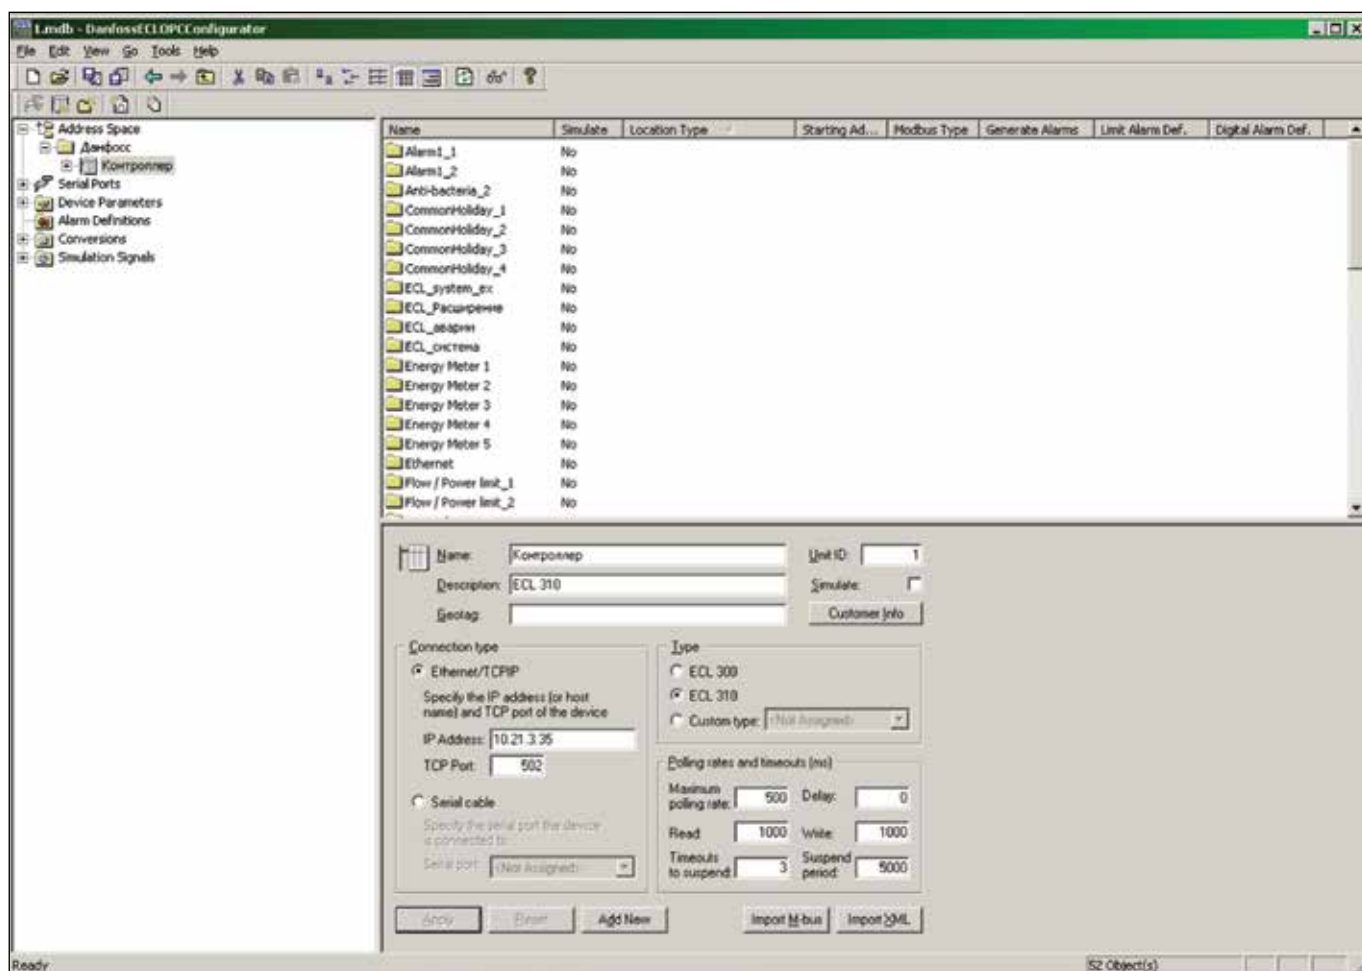 1.mdb - DanfossECLOPCConfigurator
File Edit View Go Tools Help
Address Space
Данфосс
Контроллер
Serial Ports
Device Parameters
Alarm Definitions
Conversions
Simulation Signals
Name Simulate Location Type Starting Ad... Modbus Type Generate Alarms Limit Alarm Def. Digital Alarm Def.
Alarm1_1 No
Alarm1_2 No
Anti-bacteria_2 No
CommonHoliday_1 No
CommonHoliday_2 No
CommonHoliday_3 No
CommonHoliday_4 No
ECL_system_ex No
ECL_Расширение No
ECL_аварии No
ECL_система No
Energy Meter 1 No
Energy Meter 2 No
Energy Meter 3 No
Energy Meter 4 No
Energy Meter 5 No
Ethernet No
Flow / Power limit_1 No
Flow / Power limit_2 No
Name: Контроллер Unit ID: 1
Description: ECL 310 Simulate:
Geotag: Customer Info
Connection type
Ethernet/TCPIP
Specify the IP address (or host
name) and TCP port of the device
IP Address: 10.21.3.35
TCP Port: 502
Serial cable
Specify the serial port the device
is connected to
Serial port: <Not Assigned>
Type
ECL 300
ECL 310
Custom type: <Not Assigned>
Polling rates and timeouts (ms)
Maximum
polling rate: 500 Delay: 0
Read: 1000 Write: 1000
Timeouts
to suspend: 3 Suspend
period: 5000
Apply Reset Add New Import M-bus Import XML
Ready 52 Object(s)